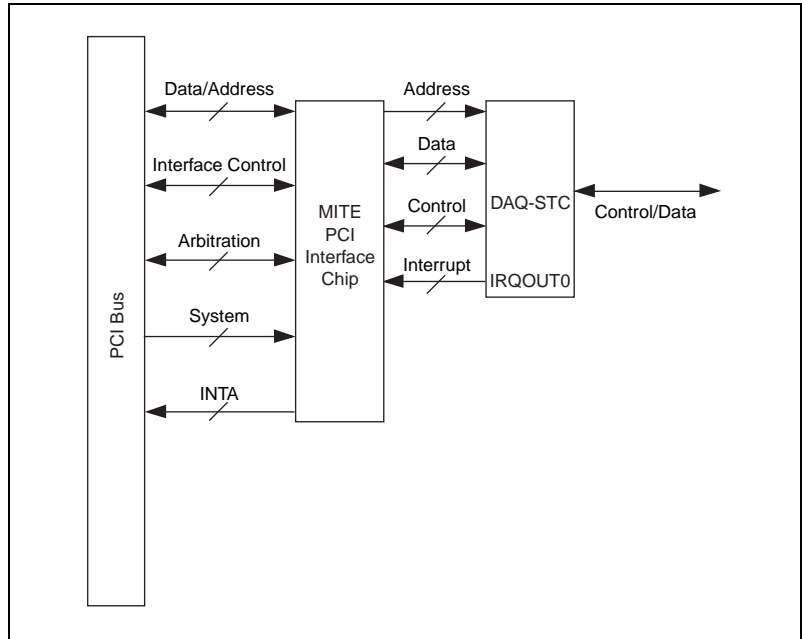 PCI Bus
Data/Address
Interface Control
Arbitration
System
INTA
MITE
PCI
Interface
Chip
Address
Data
Control
Interrupt
DAQ-STC
IRQOUT0
Control/Data